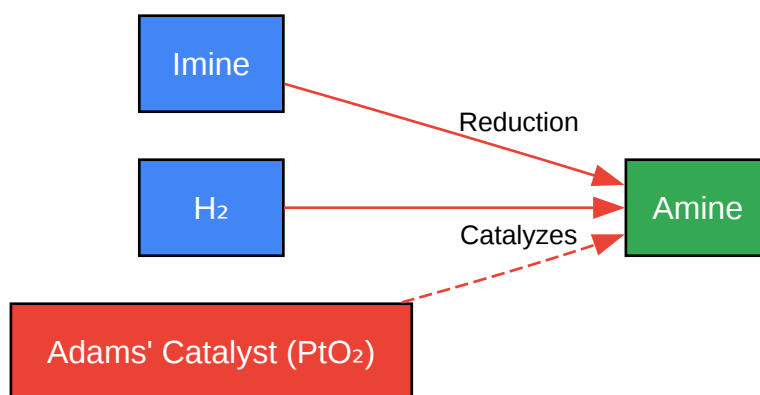 Imine
Reduction
H₂
Amine
Catalyzes
Adams' Catalyst (PtO₂)